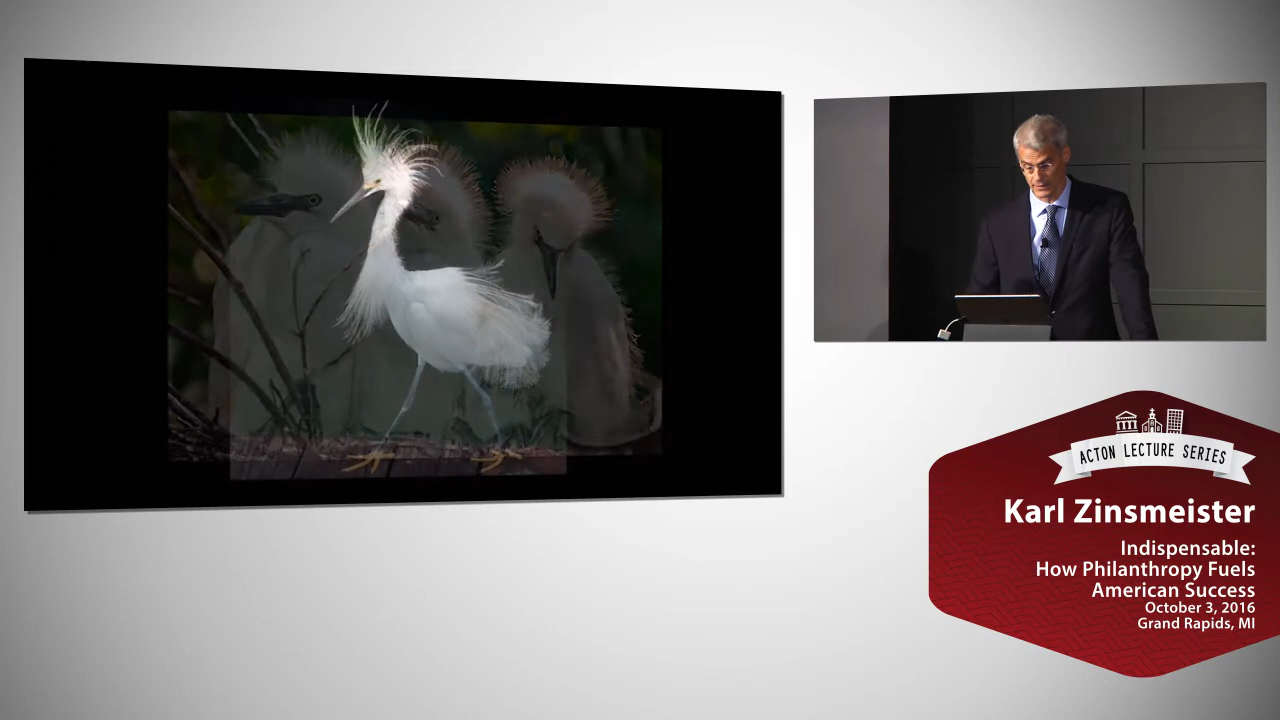 ACTON LECTURE SERIES
Karl Zinsmeister
Indispensable:
How Philanthropy Fuels
American Success
October 3, 2016
Grand Rapids, MI